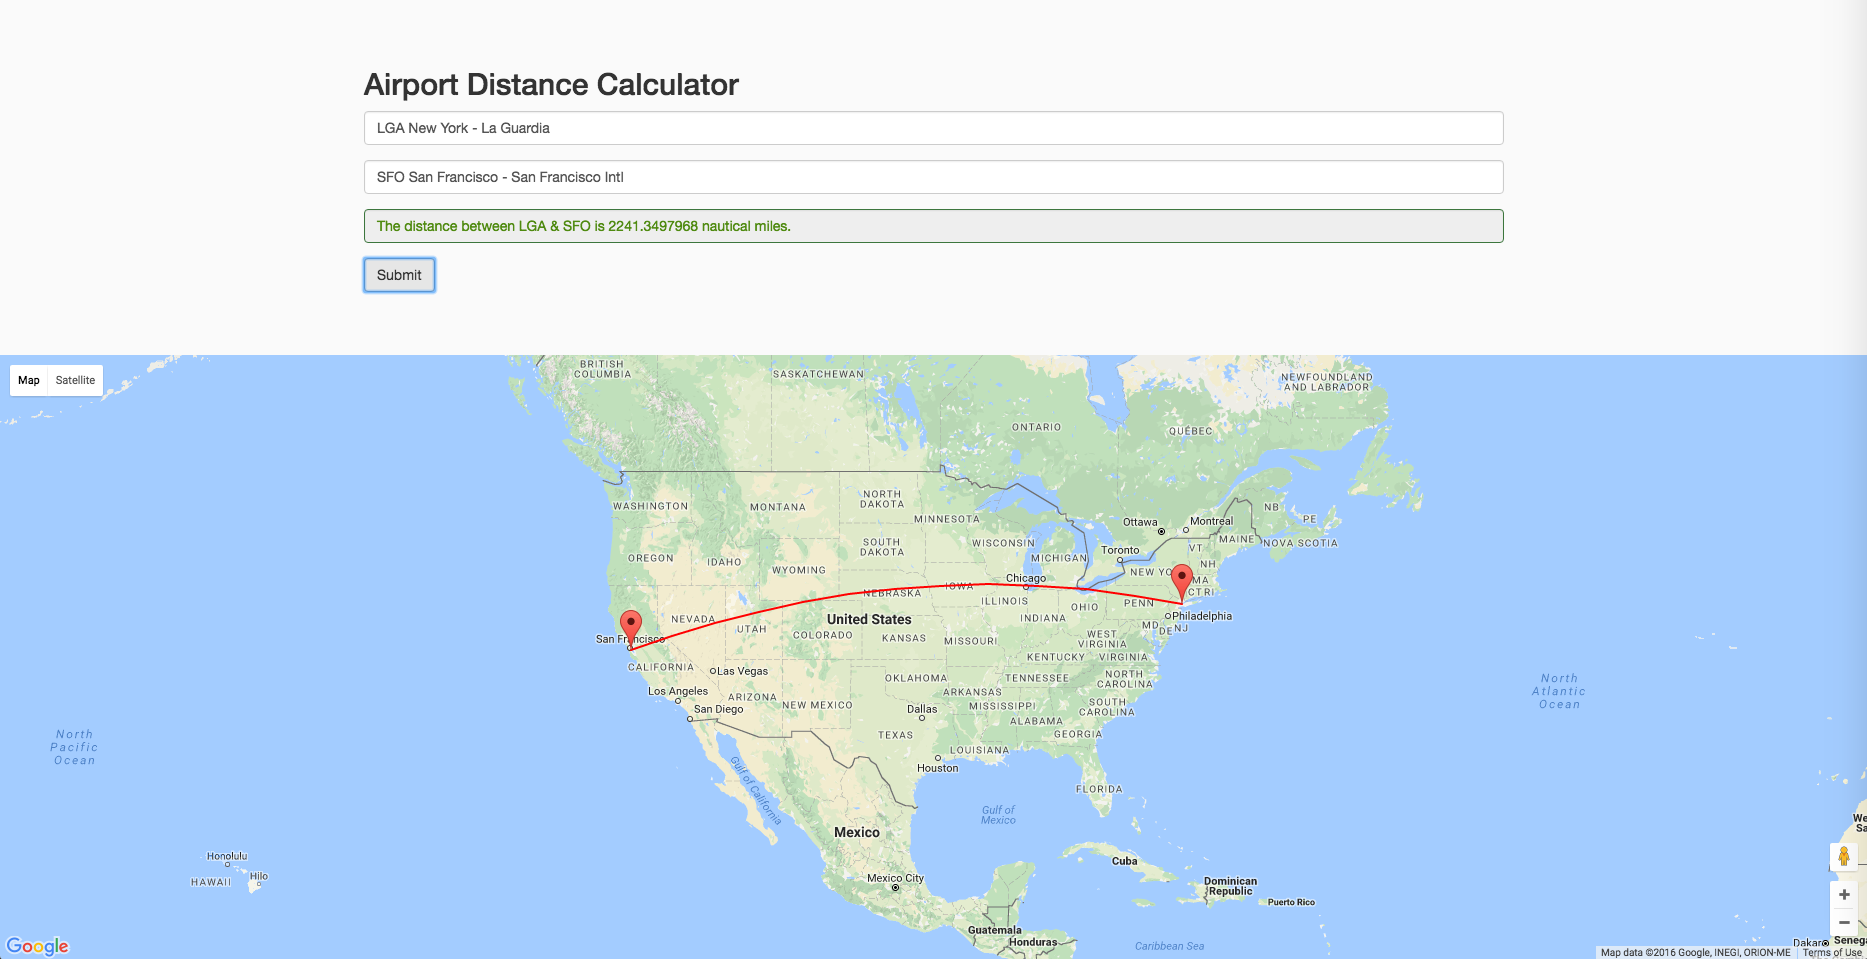 Airport Distance Calculator
LGA New York - La Guardia
SFO San Francisco - San Francisco Intl
The distance between LGA & SFO is 2241.3497968 nautical miles.
Submit
Map
Satellite
BRITISH
COLUMBIA
SASKATCHEWAN
NEWFOUNDLAND
AND LABRADOR
ONTARIO
QUÉBEC
WASHINGTON
MONTANA
NORTH
DAKOTA
MINNESOTA
NB
PE
Ottawa
Montreal
MAINE
NOVA SCOTIA
OREGON
IDAHO
SOUTH
DAKOTA
WISCONSIN
MICHIGAN
Toronto
VT
NH
WYOMING
NEW YO
MA
CT
RI
Chicago
IOWA
NEBRASKA
ILLINOIS
OHIO
PENN
NEVADA
UTAH
United States
COLORADO
KANSAS
MISSOURI
INDIANA
WEST
VIRGINIA
MD
DE
NJ
Philadelphia
San Francisco
CALIFORNIA
Las Vegas
KENTUCKY
VIRGINIA
OKLAHOMA
TENNESSEE
NORTH
CAROLINA
Los Angeles
ARIZONA
NEW MEXICO
ARKANSAS
MISSISSIPPI
SOUTH
CAROLINA
San Diego
Dallas
ALABAMA
TEXAS
GEORGIA
LOUISIANA
Houston
FLORIDA
North
Atlantic
Ocean
North
Pacific
Ocean
Gulf of California
Gulf of
Mexico
Mexico
Cuba
Honolulu
HAWAII
Hilo
Mexico City
Dominican
Republic
Puerto Rico
Guatemala
Honduras
Caribbean Sea
We
Sa
Dakar
Seneg
+
−
Google
Map data ©2016 Google, INEGI, ORION-ME
Terms of Use